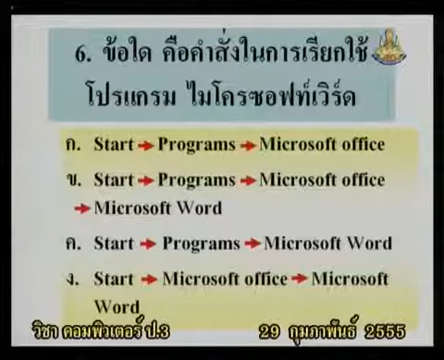 6. ข้อใด คือคำสั่งในการเรียกใช้
โปรแกรม ไมโครซอฟท์เวิร์ด
ก. Start → Programs → Microsoft office
ข. Start → Programs → Microsoft office
→ Microsoft Word
ค. Start → Programs → Microsoft Word
ง. Start → Microsoft office → Microsoft
Word
วิชา คอมพิวเตอร์ ป.3 29 กุมภาพันธ์ 2555